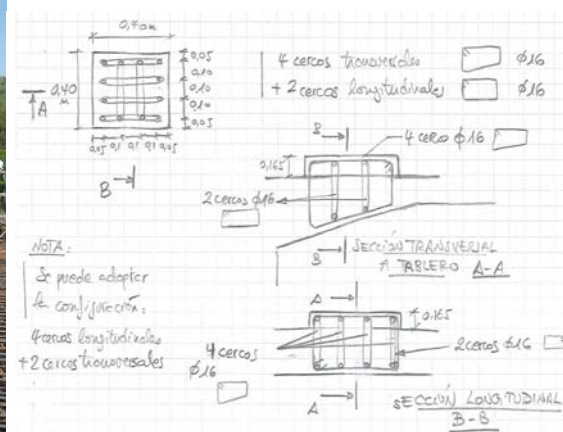 0,40m
0,05
0,10
0,10
0,10
0,05
0,40
M
A
0,05 0,1 0,1 0,1 0,05
B
4 cercos transversales φ16
+ 2 cercos longitudinales φ16
B
4 cercos φ16
0,165
2 cercos φ16
B
SECCIÓN TRANSVERSAL
A TABLERO A-A
NOTA:
Se puede adoptar
la configuración:
4 cercos longitudinales
+ 2 cercos transversales
A
0,165
4 cercos
φ16
2 cercos φ16
A
SECCIÓN LONGITUDINAL
B-B